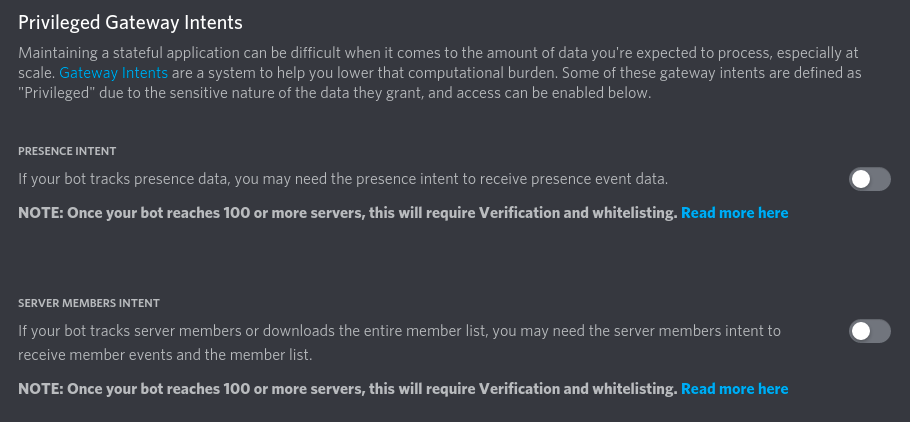 Privileged Gateway Intents
Maintaining a stateful application can be difficult when it comes to the amount of data you're expected to process, especially at
scale. Gateway Intents are a system to help you lower that computational burden. Some of these gateway intents are defined as
"Privileged" due to the sensitive nature of the data they grant, and access can be enabled below.
PRESENCE INTENT
If your bot tracks presence data, you may need the presence intent to receive presence event data.
NOTE: Once your bot reaches 100 or more servers, this will require Verification and whitelisting. Read more here
SERVER MEMBERS INTENT
If your bot tracks server members or downloads the entire member list, you may need the server members intent to
receive member events and the member list.
NOTE: Once your bot reaches 100 or more servers, this will require Verification and whitelisting. Read more here